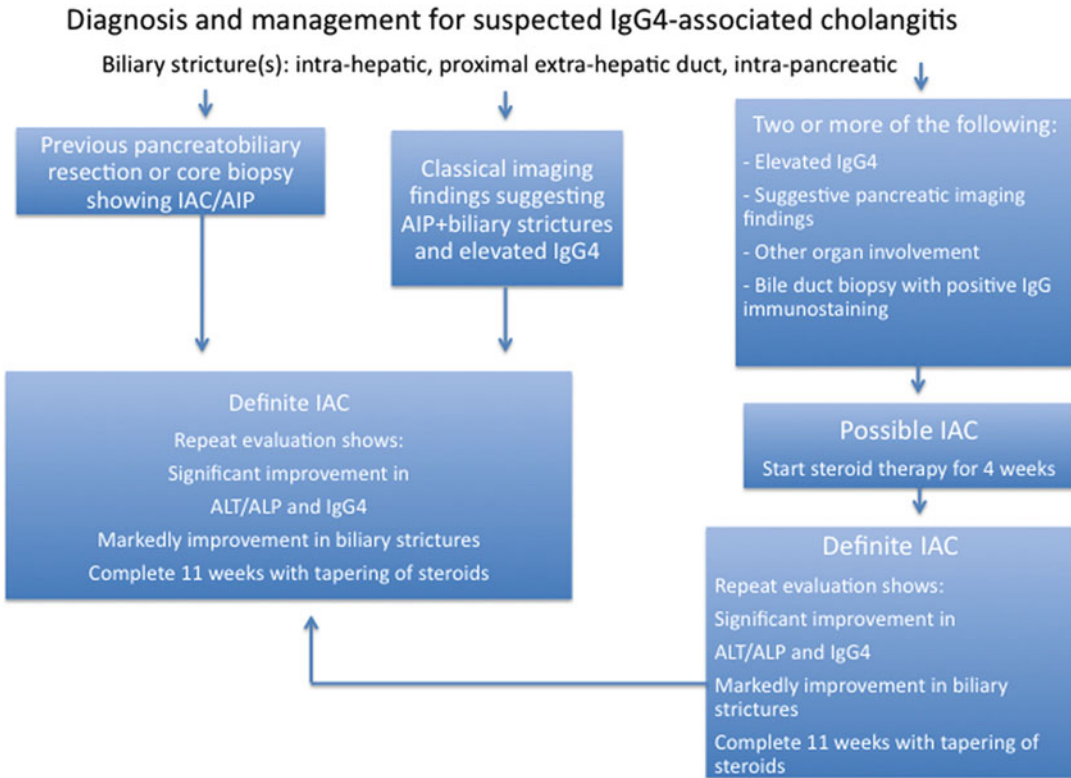 Diagnosis and management for suspected IgG4-associated cholangitis
Biliary stricture(s): intra-hepatic, proximal extra-hepatic duct, intra-pancreatic
Previous pancreatobiliary
resection or core biopsy
showing IAC/AIP
Classical imaging
findings suggesting
AIP+biliary strictures
and elevated IgG4
Two or more of the following:
- Elevated IgG4
- Suggestive pancreatic imaging
findings
- Other organ involvement
- Bile duct biopsy with positive IgG
immunostaining
Definite IAC
Repeat evaluation shows:
Significant improvement in
ALT/ALP and IgG4
Markedly improvement in biliary strictures
Complete 11 weeks with tapering of steroids
Possible IAC
Start steroid therapy for 4 weeks
Definite IAC
Repeat evaluation shows:
Significant improvement in
ALT/ALP and IgG4
Markedly improvement in biliary
strictures
Complete 11 weeks with tapering of
steroids